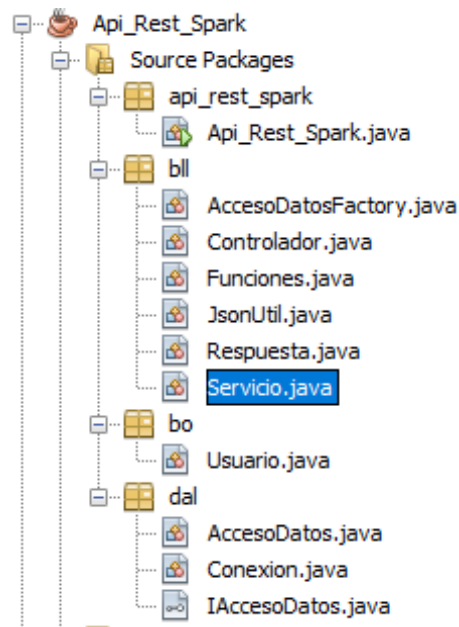 Api_Rest_Spark
Source Packages
api_rest_spark
Api_Rest_Spark.java
bll
AccesoDatosFactory.java
Controlador.java
Funciones.java
JsonUtil.java
Respuesta.java
Servicio.java
bo
Usuario.java
dal
AccesoDatos.java
Conexion.java
IAccesoDatos.java